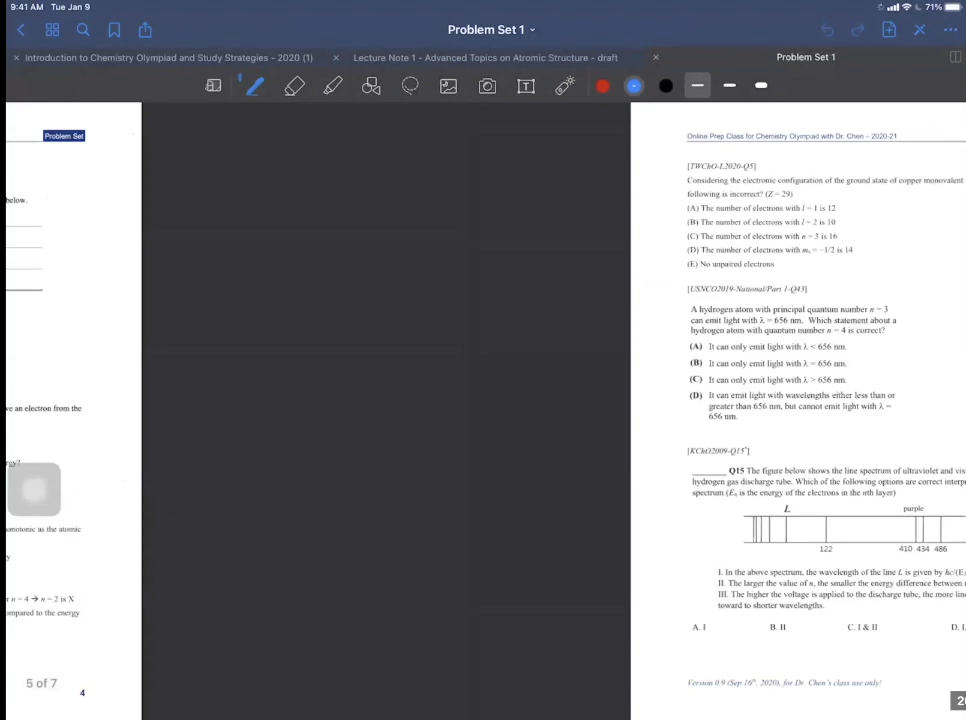 9:41 AM Tue Jan 9
71%
Problem Set 1
Introduction to Chemistry Olympiad and Study Strategies - 2020 (1)
Lecture Note 1 - Advanced Topics on Atromic Structure - draft
Problem Set 1
Problem Set
below.
ve an electron from the
rgy?
onotonic as the atomic
y
r n = 4 → n = 2 is X
ompared to the energy
5 of 7
4
Online Prep Class for Chemistry Olympiad with Dr. Chen – 2020-21
[TWChO-L2020-Q5]
Considering the electronic configuration of the ground state of copper monovalent
following is incorrect? (Z = 29)
(A) The number of electrons with l = 1 is 12
(B) The number of electrons with l = 2 is 10
(C) The number of electrons with n = 3 is 16
(D) The number of electrons with mₛ = −1/2 is 14
(E) No unpaired electrons
[USNCO2019-National/Part 1-Q43]
A hydrogen atom with principal quantum number n = 3
can emit light with λ = 656 nm. Which statement about a
hydrogen atom with quantum number n = 4 is correct?
(A) It can only emit light with λ < 656 nm.
(B) It can only emit light with λ = 656 nm.
(C) It can only emit light with λ > 656 nm.
(D) It can emit light with wavelengths either less than or
greater than 656 nm, but cannot emit light with λ =
656 nm.
[KChO2009-Q15*]
______ Q15 The figure below shows the line spectrum of ultraviolet and vis
hydrogen gas discharge tube. Which of the following options are correct interp
spectrum (Eₙ is the energy of the electrons in the nth layer)
L purple
122 410 434 486
I. In the above spectrum, the wavelength of the line L is given by hc/(E
II. The larger the value of n, the smaller the energy difference between
III. The higher the voltage is applied to the discharge tube, the more lin
toward to shorter wavelengths.
A. I B. II C. I & II D. I,
Version 0.9 (Sep 16th, 2020), for Dr. Chen's class use only!